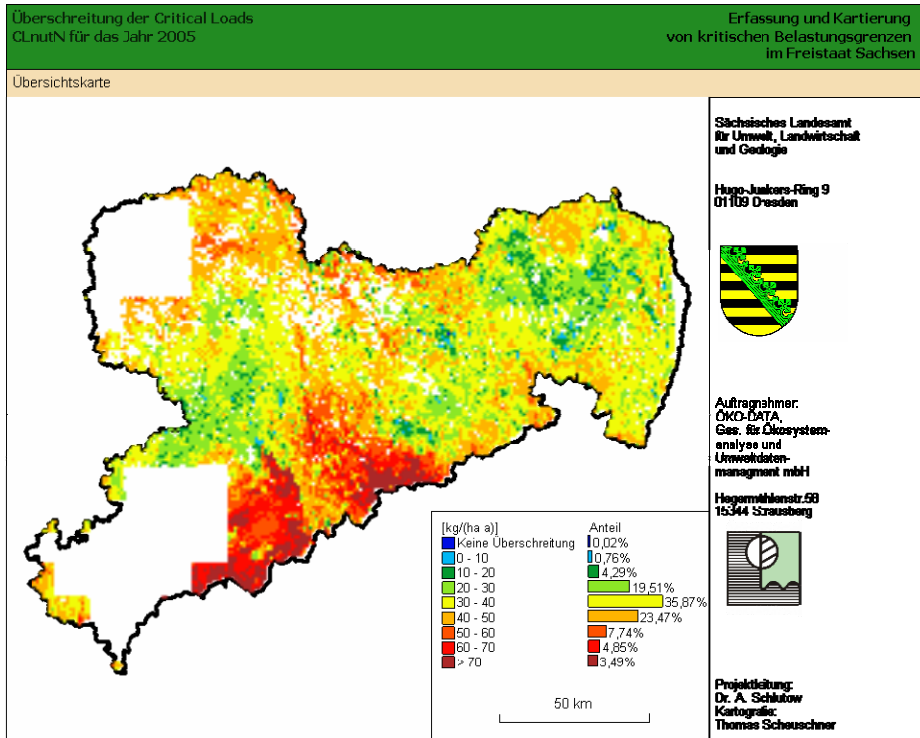 Überschreitung der Critical Loads
CLnutN für das Jahr 2005
Erfassung und Kartierung
von kritischen Belastungsgrenzen
im Freistaat Sachsen
Übersichtskarte
Sächsisches Landesamt
für Umwelt, Landwirtschaft
und Geologie
Hugo-Junkers-Ring 9
01109 Dresden
Auftragnehmer:
ÖKO-DATA,
Ges. für Ökosystem-
analyse und
Umweltdaten-
managment mbH
Hegermühlenstr.58
15344 Strausberg
[kg/(ha a)] Anteil
Keine Überschreitung 0,02%
0 - 10 0,76%
10 - 20 4,29%
20 - 30 19,51%
30 - 40 35,87%
40 - 50 23,47%
50 - 60 7,74%
60 - 70 4,85%
> 70 3,49%
50 km
Projektleitung:
Dr. A. Schlutow
Kartografie:
Thomas Scheuschner